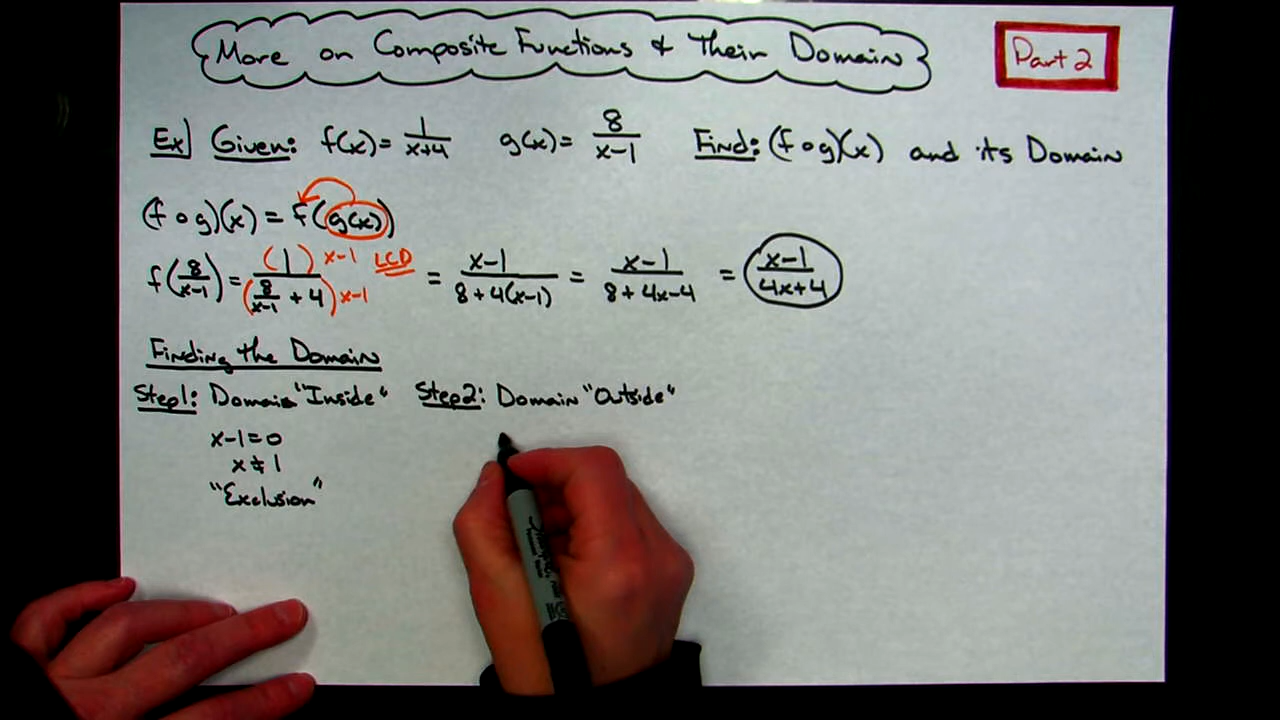 More on Composite Functions & Their Domain
Part 2
Ex] Given: f(x) = 1/(x+4) g(x) = 8/(x-1) Find: (f∘g)(x) and its Domain
(f∘g)(x) = f(g(x))
f(8/(x-1)) = (1) x-1 / (8/(x-1) + 4) x-1 LCD = (x-1)/(8+4(x-1)) = (x-1)/(8+4x-4) = (x-1)/(4x+4)
Finding the Domain
Step1: Domain "Inside" Step2: Domain "Outside"
x-1=0
x≠1
"Exclusion"